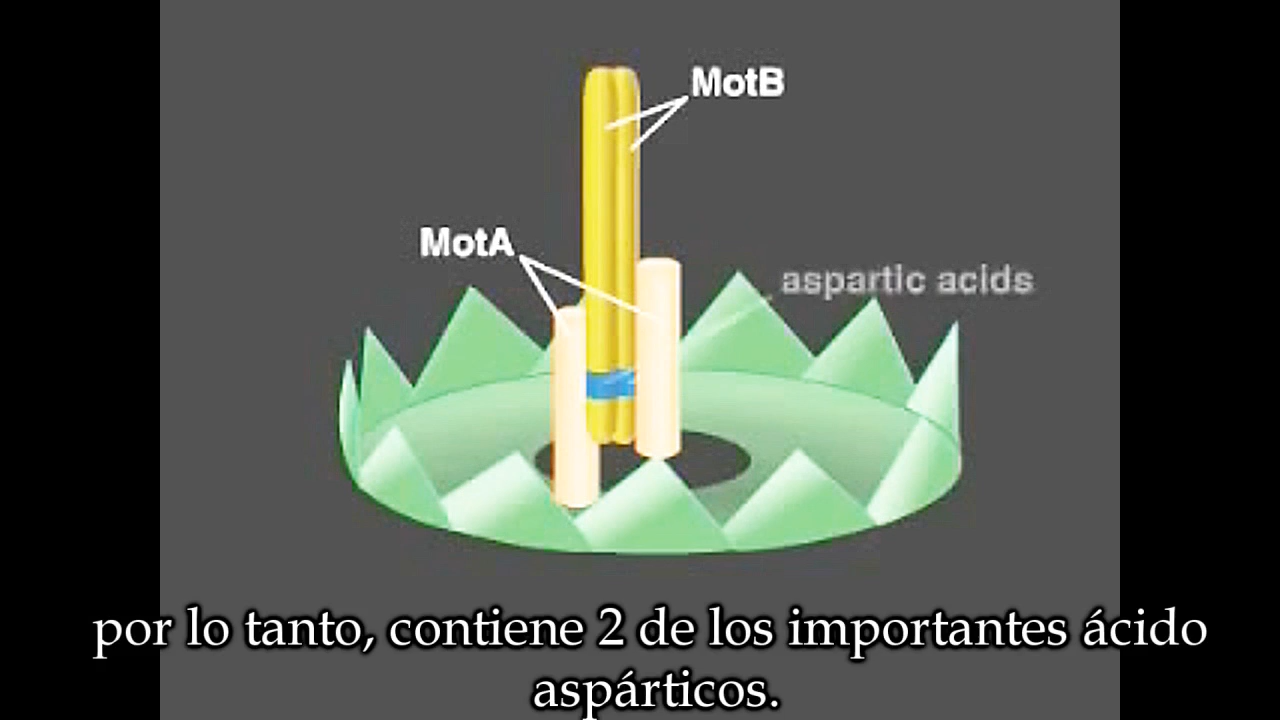 MotB
MotA
aspartic acids
por lo tanto, contiene 2 de los importantes ácido
aspárticos.